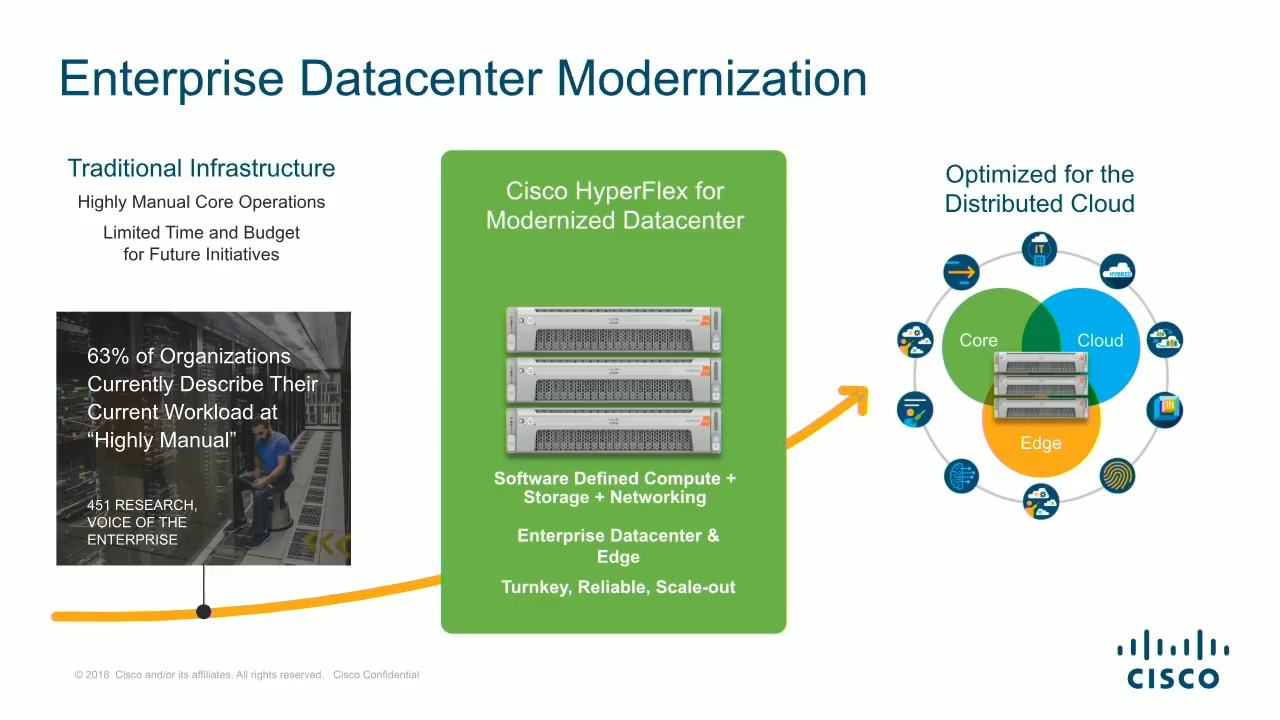 Enterprise Datacenter Modernization
Traditional Infrastructure
Highly Manual Core Operations
Limited Time and Budget
for Future Initiatives
63% of Organizations
Currently Describe Their
Current Workload at
“Highly Manual”
451 RESEARCH,
VOICE OF THE
ENTERPRISE
Cisco HyperFlex for
Modernized Datacenter
Software Defined Compute +
Storage + Networking
Enterprise Datacenter &
Edge
Turnkey, Reliable, Scale-out
Optimized for the
Distributed Cloud
IT
HYBRID
Core
Cloud
Edge
© 2018 Cisco and/or its affiliates. All rights reserved. Cisco Confidential
CISCO